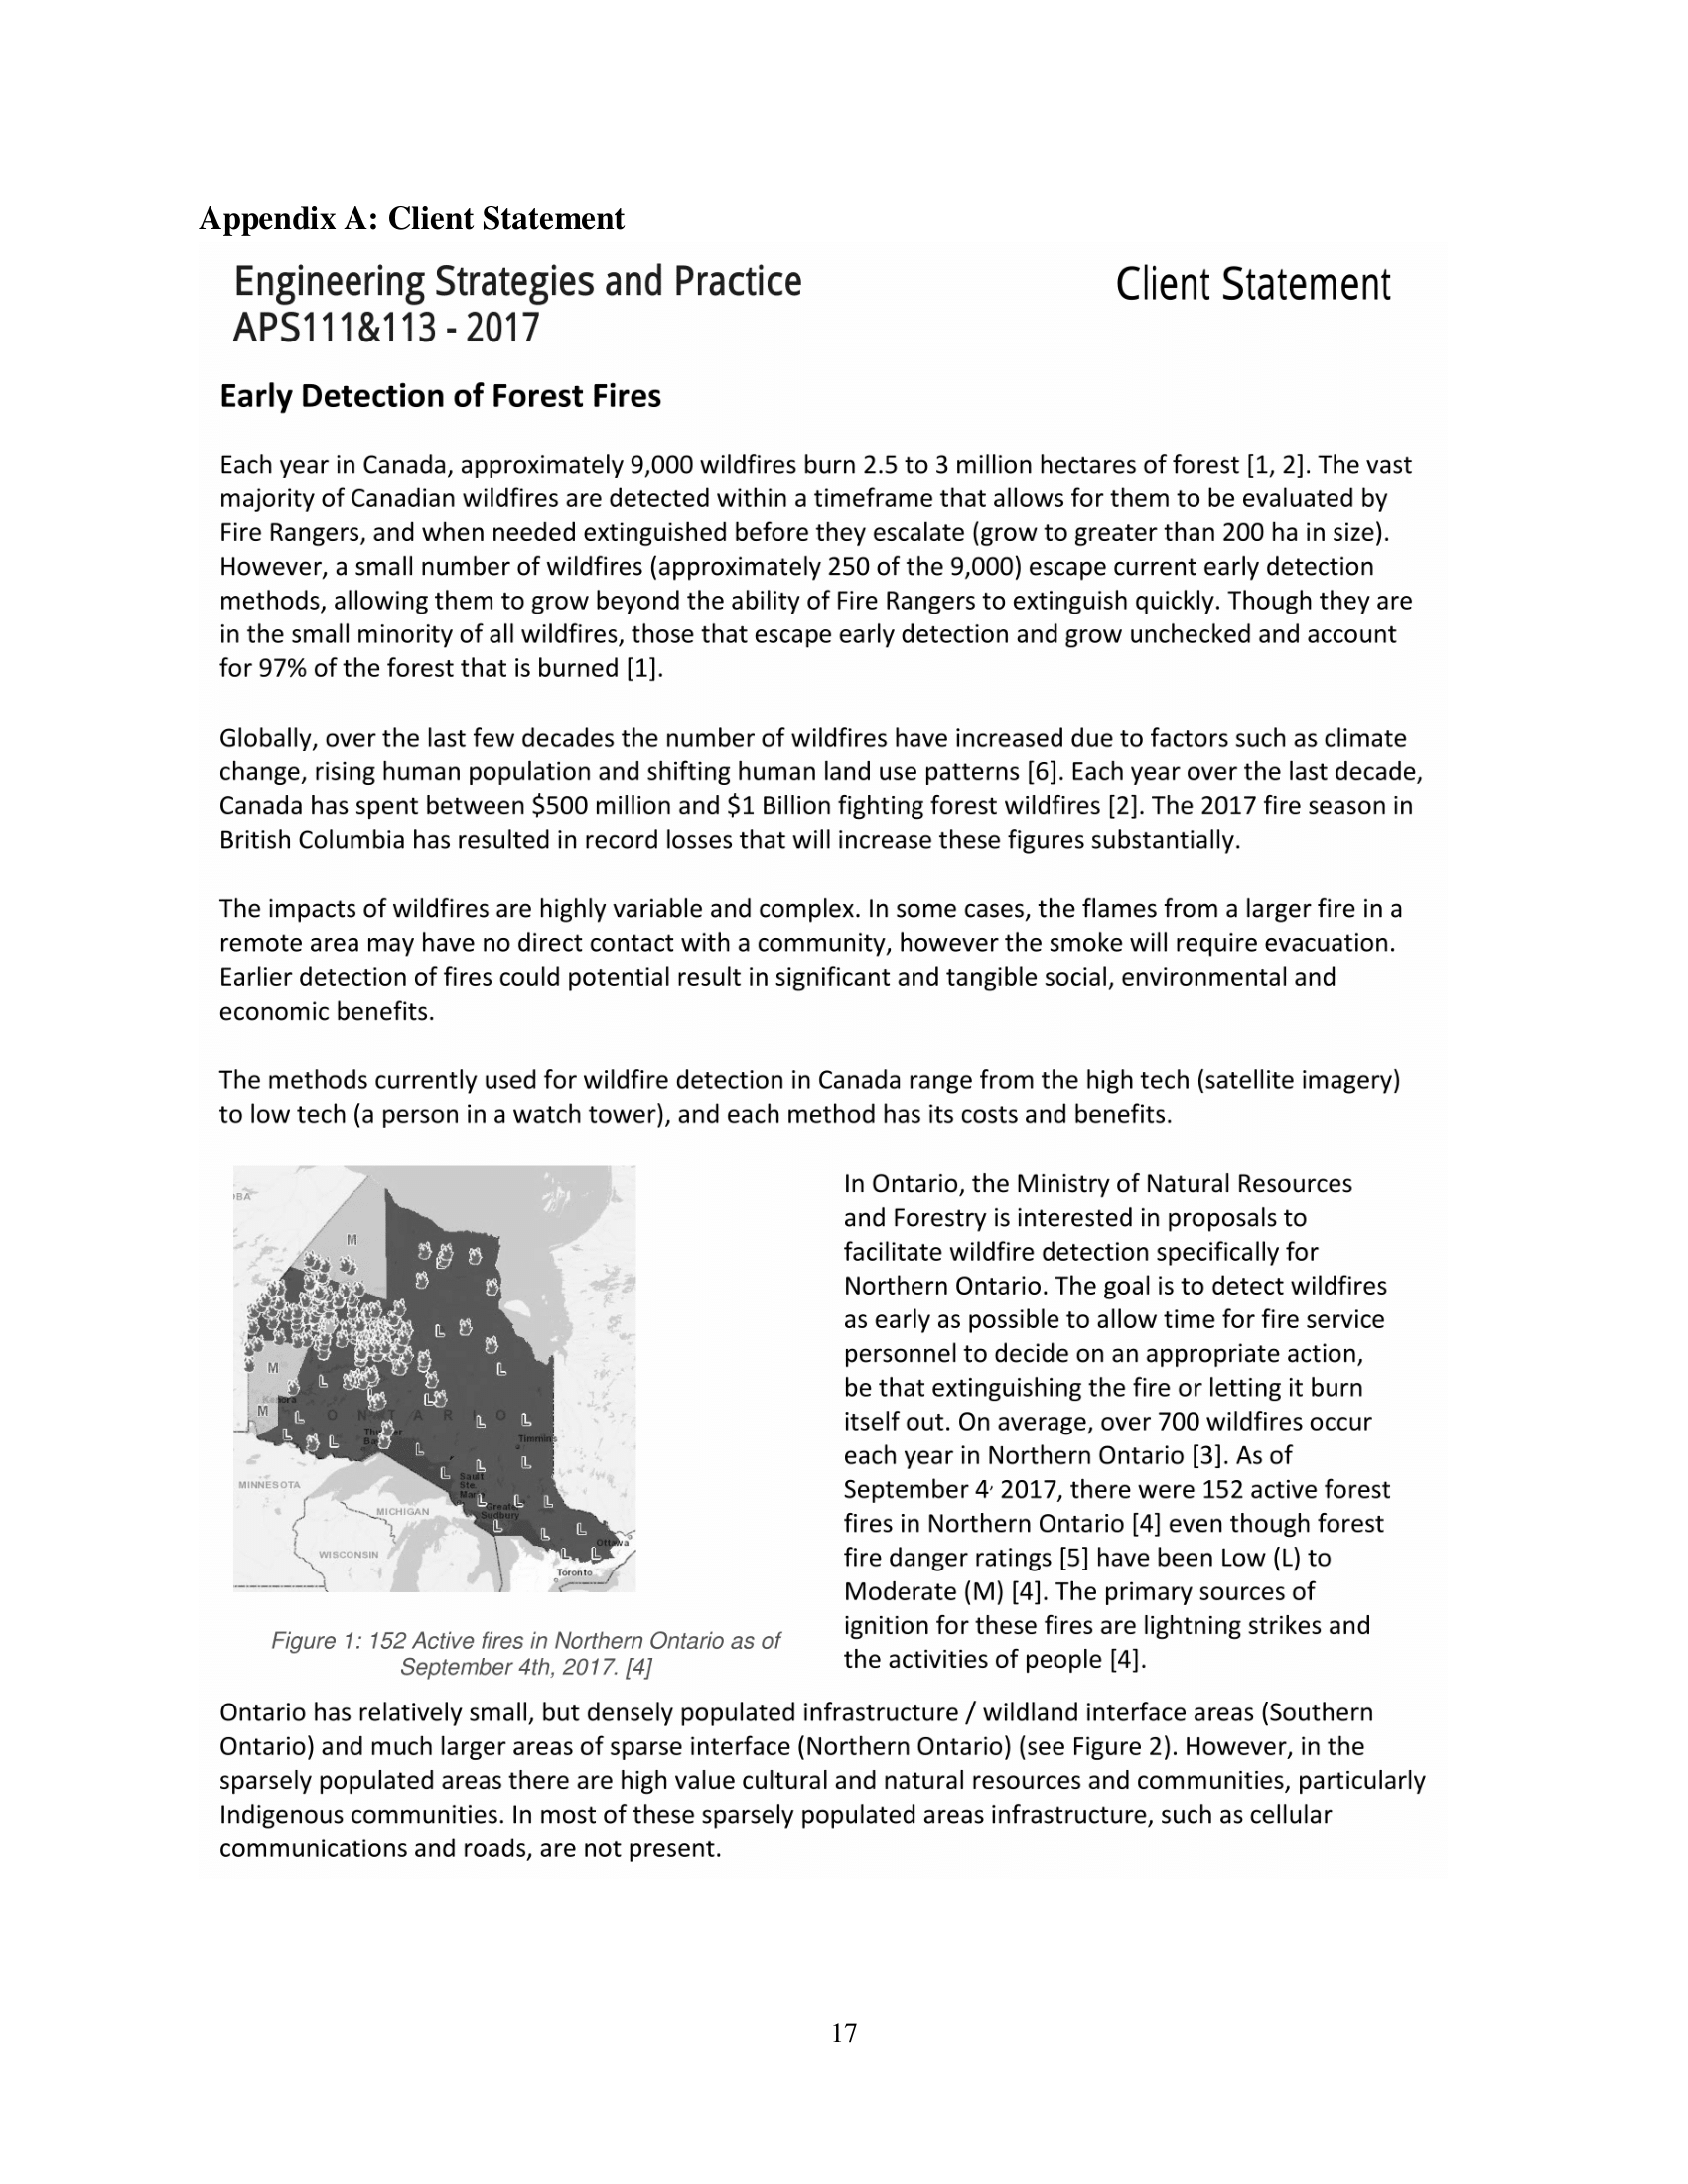 Appendix A: Client Statement
Engineering Strategies and Practice
APS111&113 - 2017
Client Statement
Early Detection of Forest Fires
Each year in Canada, approximately 9,000 wildfires burn 2.5 to 3 million hectares of forest [1, 2]. The vast
majority of Canadian wildfires are detected within a timeframe that allows for them to be evaluated by
Fire Rangers, and when needed extinguished before they escalate (grow to greater than 200 ha in size).
However, a small number of wildfires (approximately 250 of the 9,000) escape current early detection
methods, allowing them to grow beyond the ability of Fire Rangers to extinguish quickly. Though they are
in the small minority of all wildfires, those that escape early detection and grow unchecked and account
for 97% of the forest that is burned [1].
Globally, over the last few decades the number of wildfires have increased due to factors such as climate
change, rising human population and shifting human land use patterns [6]. Each year over the last decade,
Canada has spent between $500 million and $1 Billion fighting forest wildfires [2]. The 2017 fire season in
British Columbia has resulted in record losses that will increase these figures substantially.
The impacts of wildfires are highly variable and complex. In some cases, the flames from a larger fire in a
remote area may have no direct contact with a community, however the smoke will require evacuation.
Earlier detection of fires could potential result in significant and tangible social, environmental and
economic benefits.
The methods currently used for wildfire detection in Canada range from the high tech (satellite imagery)
to low tech (a person in a watch tower), and each method has its costs and benefits.
OBA
M
L
L
M
L
Kenora
M
L
L
O N T A R I O
L
L
Thunder
Bay
L
L
L
Timmins
MINNESOTA
L
L
L
Sault
Ste.
Marie
L
L
L
Greater
Sudbury
MICHIGAN
L
L
L
Ottawa
WISCONSIN
L
L
Toronto
Figure 1: 152 Active fires in Northern Ontario as of
September 4th, 2017. [4]
In Ontario, the Ministry of Natural Resources
and Forestry is interested in proposals to
facilitate wildfire detection specifically for
Northern Ontario. The goal is to detect wildfires
as early as possible to allow time for fire service
personnel to decide on an appropriate action,
be that extinguishing the fire or letting it burn
itself out. On average, over 700 wildfires occur
each year in Northern Ontario [3]. As of
September 4, 2017, there were 152 active forest
fires in Northern Ontario [4] even though forest
fire danger ratings [5] have been Low (L) to
Moderate (M) [4]. The primary sources of
ignition for these fires are lightning strikes and
the activities of people [4].
Ontario has relatively small, but densely populated infrastructure / wildland interface areas (Southern
Ontario) and much larger areas of sparse interface (Northern Ontario) (see Figure 2). However, in the
sparsely populated areas there are high value cultural and natural resources and communities, particularly
Indigenous communities. In most of these sparsely populated areas infrastructure, such as cellular
communications and roads, are not present.
17